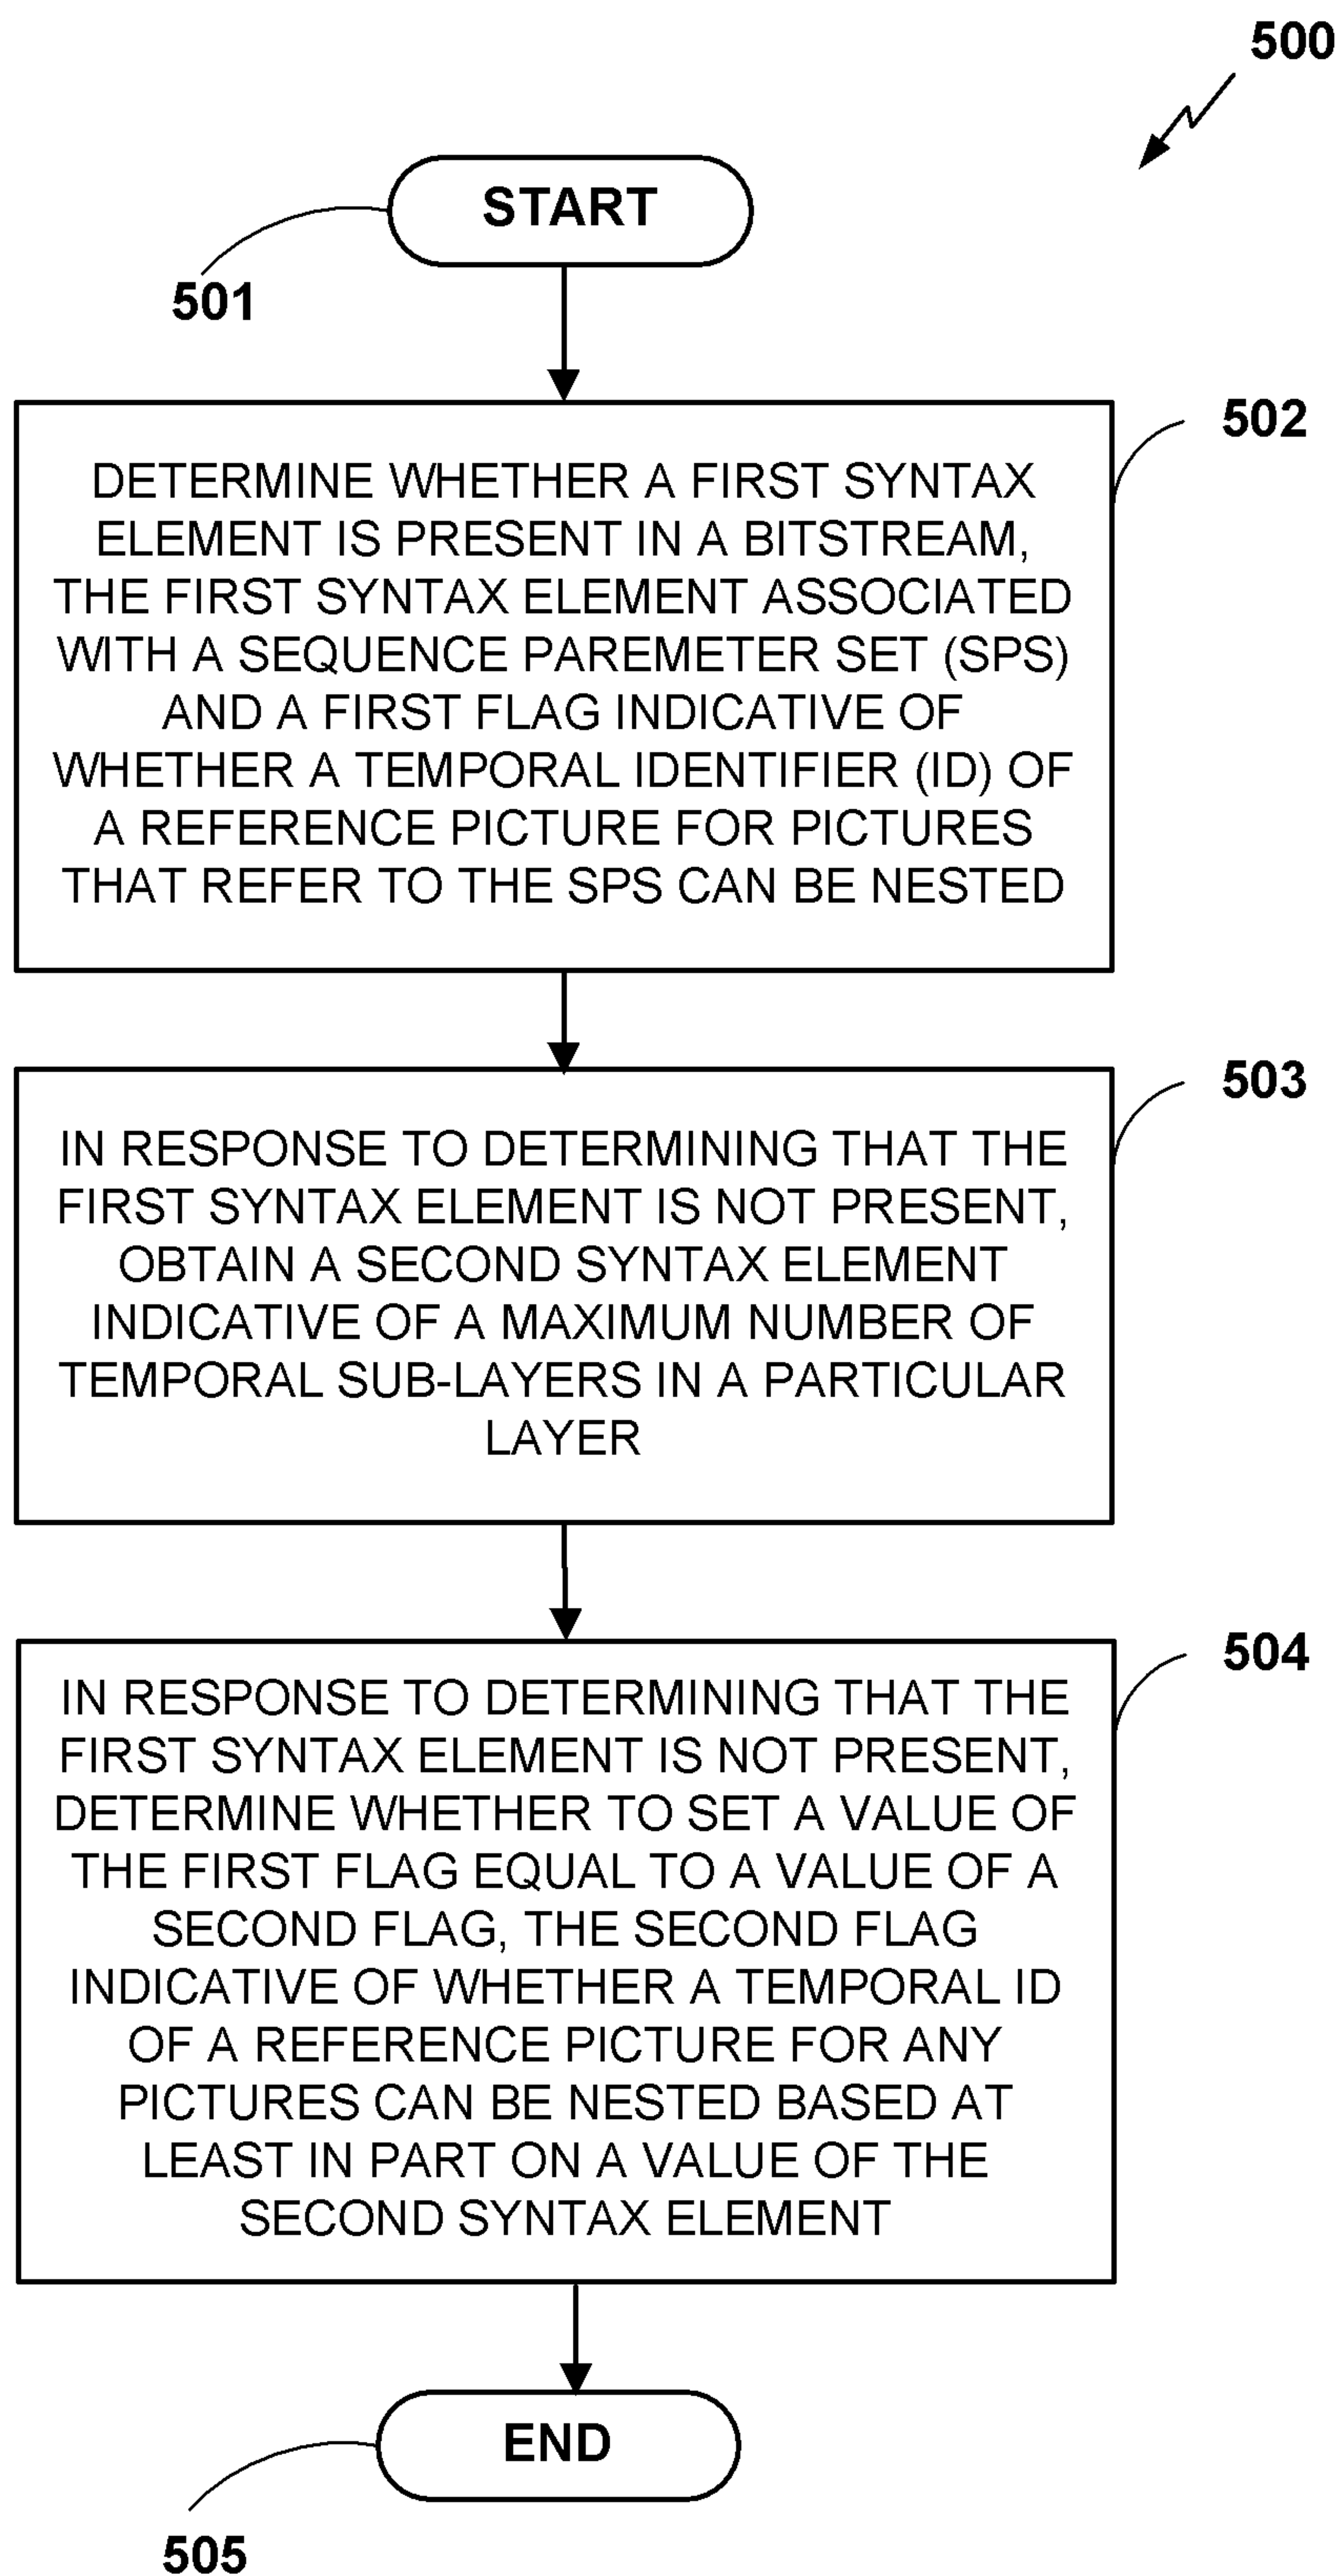 500
START
501
502
DETERMINE WHETHER A FIRST SYNTAX
ELEMENT IS PRESENT IN A BITSTREAM,
THE FIRST SYNTAX ELEMENT ASSOCIATED
WITH A SEQUENCE PAREMETER SET (SPS)
AND A FIRST FLAG INDICATIVE OF
WHETHER A TEMPORAL IDENTIFIER (ID) OF
A REFERENCE PICTURE FOR PICTURES
THAT REFER TO THE SPS CAN BE NESTED
503
IN RESPONSE TO DETERMINING THAT THE
FIRST SYNTAX ELEMENT IS NOT PRESENT,
OBTAIN A SECOND SYNTAX ELEMENT
INDICATIVE OF A MAXIMUM NUMBER OF
TEMPORAL SUB-LAYERS IN A PARTICULAR
LAYER
504
IN RESPONSE TO DETERMINING THAT THE
FIRST SYNTAX ELEMENT IS NOT PRESENT,
DETERMINE WHETHER TO SET A VALUE OF
THE FIRST FLAG EQUAL TO A VALUE OF A
SECOND FLAG, THE SECOND FLAG
INDICATIVE OF WHETHER A TEMPORAL ID
OF A REFERENCE PICTURE FOR ANY
PICTURES CAN BE NESTED BASED AT
LEAST IN PART ON A VALUE OF THE
SECOND SYNTAX ELEMENT
END
505